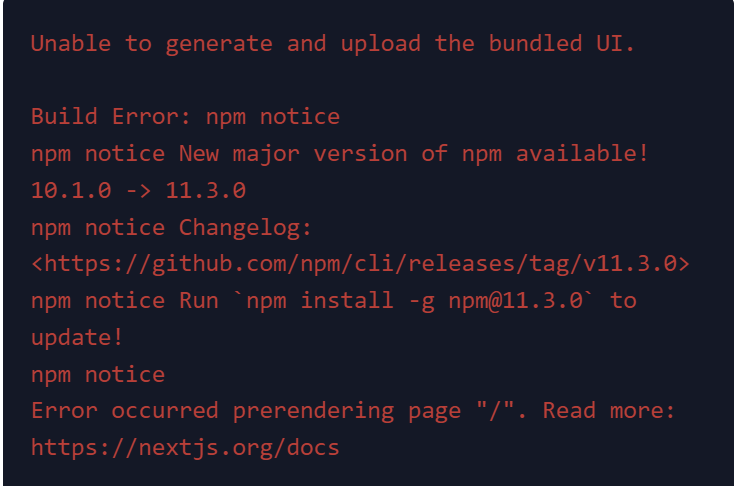 Unable to generate and upload the bundled UI.
Build Error: npm notice
npm notice New major version of npm available!
10.1.0 -> 11.3.0
npm notice Changelog:
<https://github.com/npm/cli/releases/tag/v11.3.0>
npm notice Run `npm install -g npm@11.3.0` to
update!
npm notice
Error occurred prerendering page "/". Read more:
https://nextjs.org/docs